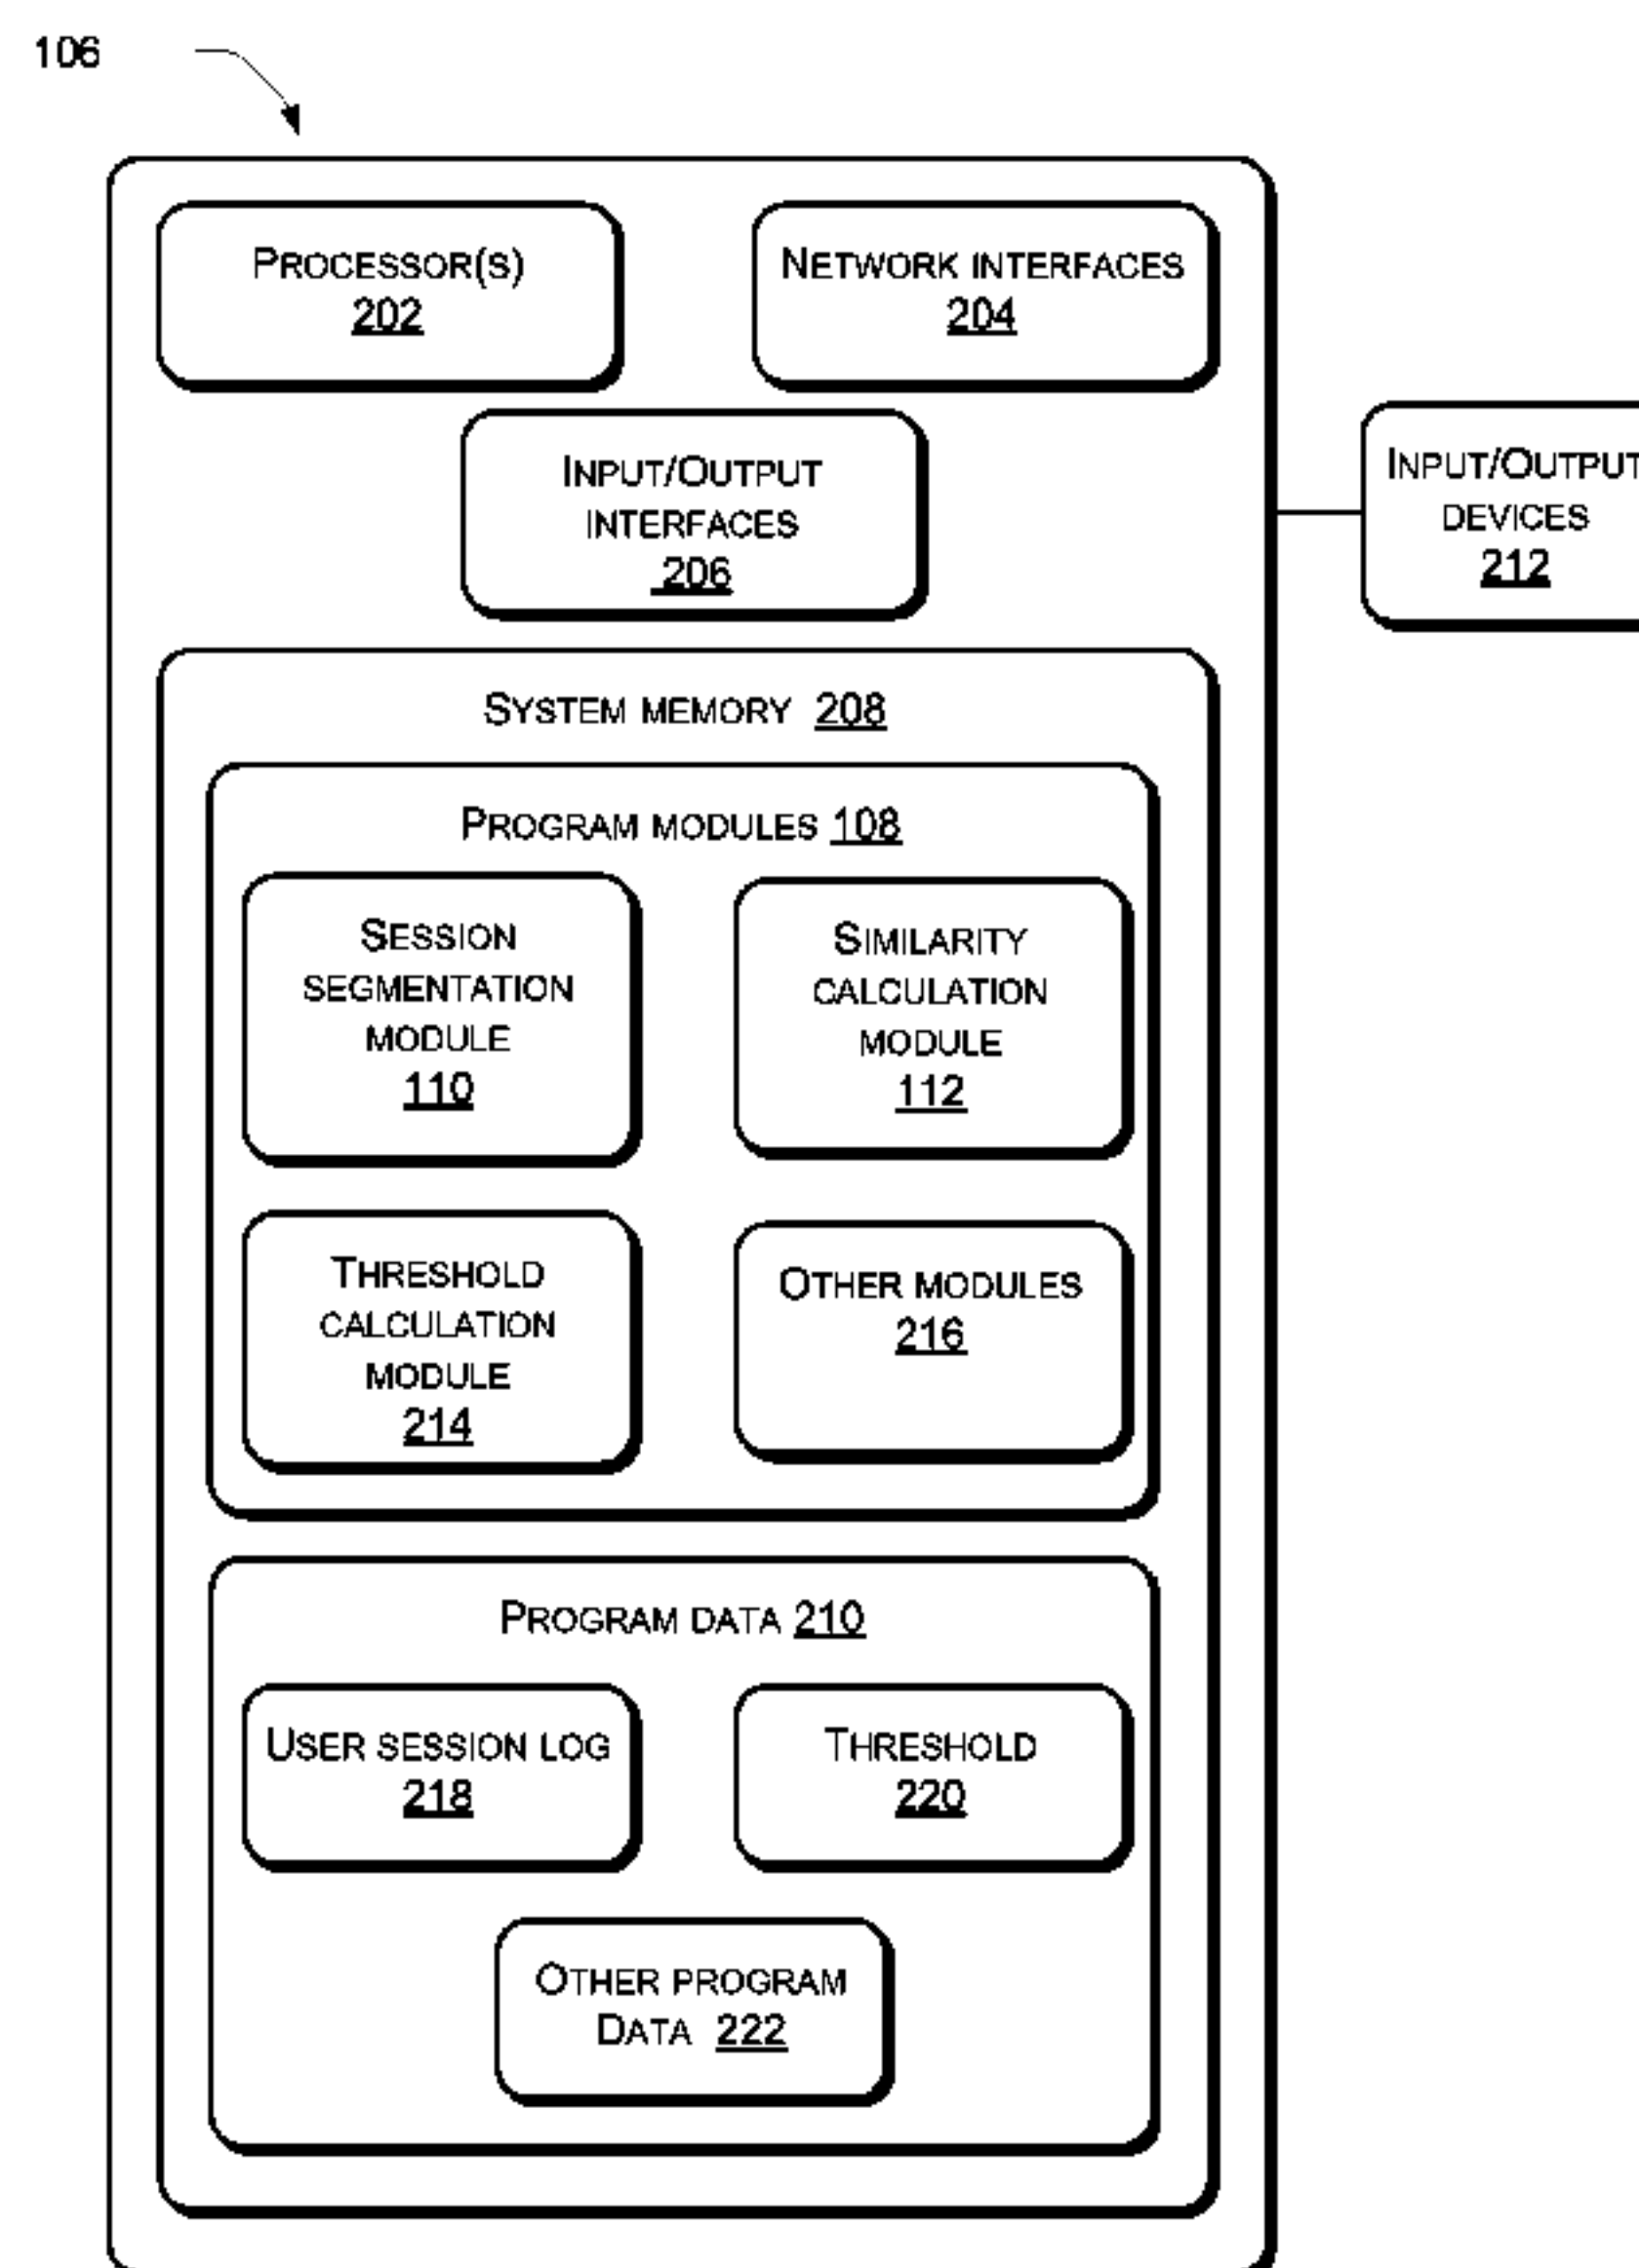 106
PROCESSOR(S)
202
NETWORK INTERFACES
204
INPUT/OUTPUT
INTERFACES
206
INPUT/OUTPUT
DEVICES
212
SYSTEM MEMORY 208
PROGRAM MODULES 108
SESSION
SEGMENTATION
MODULE
110
SIMILARITY
CALCULATION
MODULE
112
THRESHOLD
CALCULATION
MODULE
214
OTHER MODULES
216
PROGRAM DATA 210
USER SESSION LOG
218
THRESHOLD
220
OTHER PROGRAM
DATA 222